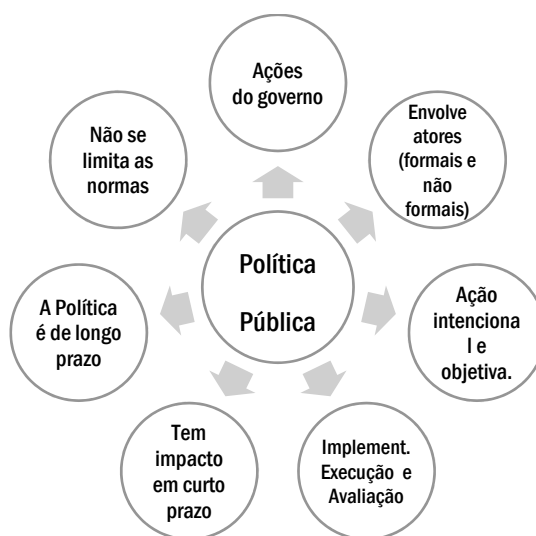 Ações
do governo
Envolve
atores
(formais e
não
formais)
Ação
intenciona
l e
objetiva.
Implement.
Execução e
Avaliação
Tem
impacto
em curto
prazo
A Política
é de longo
prazo
Não se
limita as
normas
Política
Pública